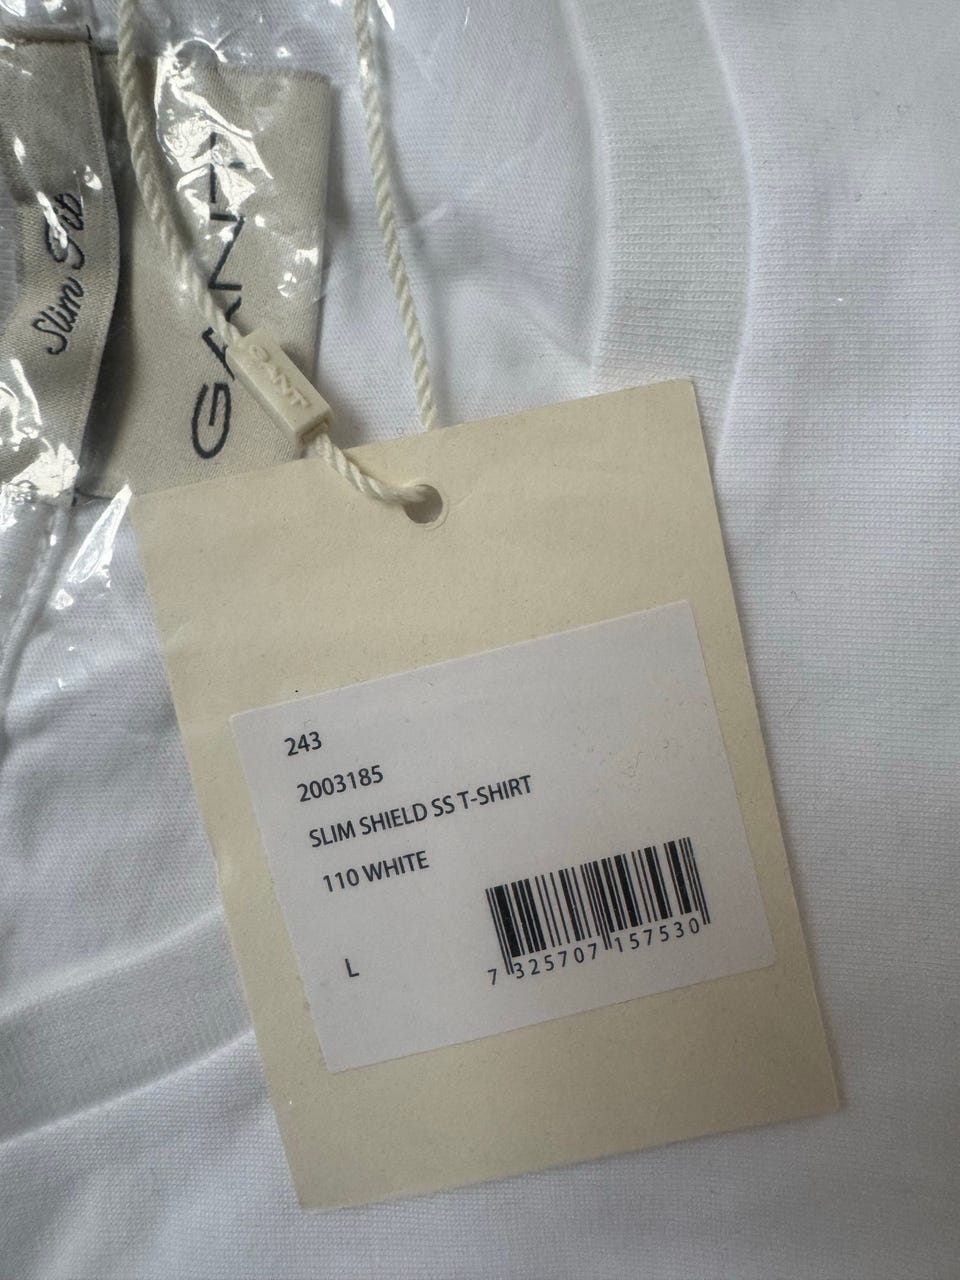 Slim Fit
GANT
GANT
243
2003185
SLIM SHIELD SS T-SHIRT
110 WHITE
L
7 325707 157530